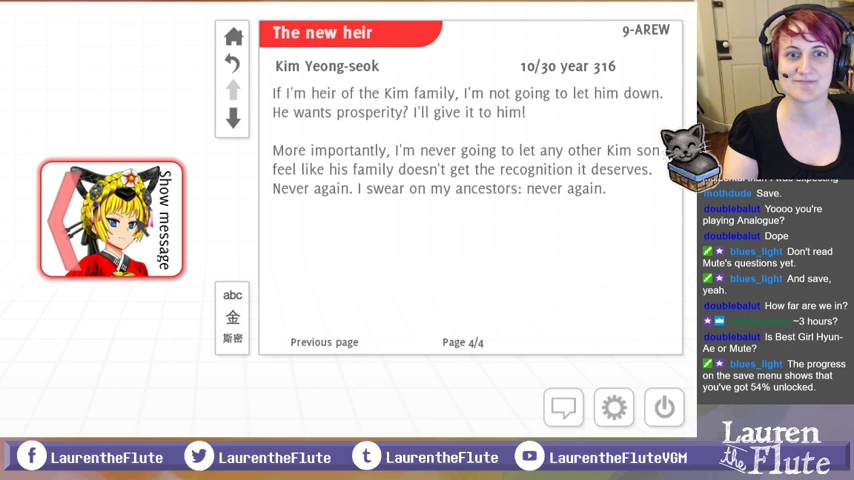 The new heir
9-AREW
Kim Yeong-seok
10/30 year 316
If I'm heir of the Kim family, I'm not going to let him down.
He wants prosperity? I'll give it to him!
More importantly, I'm never going to let any other Kim son
feel like his family doesn't get the recognition it deserves.
Never again. I swear on my ancestors: never again.
Show message
abc
金
斯密
Previous page
Page 4/4
mothdude Save.
doublebalut Yoooo you're
playing Analogue?
doublebalut Dope
blues_light Don't read
Mute's questions yet.
blues_light And save,
yeah.
doublebalut How far are we in?
~3 hours?
doublebalut Is Best Girl Hyun-
Ae or Mute?
blues_light The progress
on the save menu shows that
you've got 54% unlocked.
Lauren
the Flute
LaurentheFlute
LaurentheFlute
LaurentheFlute
LaurentheFluteVGM